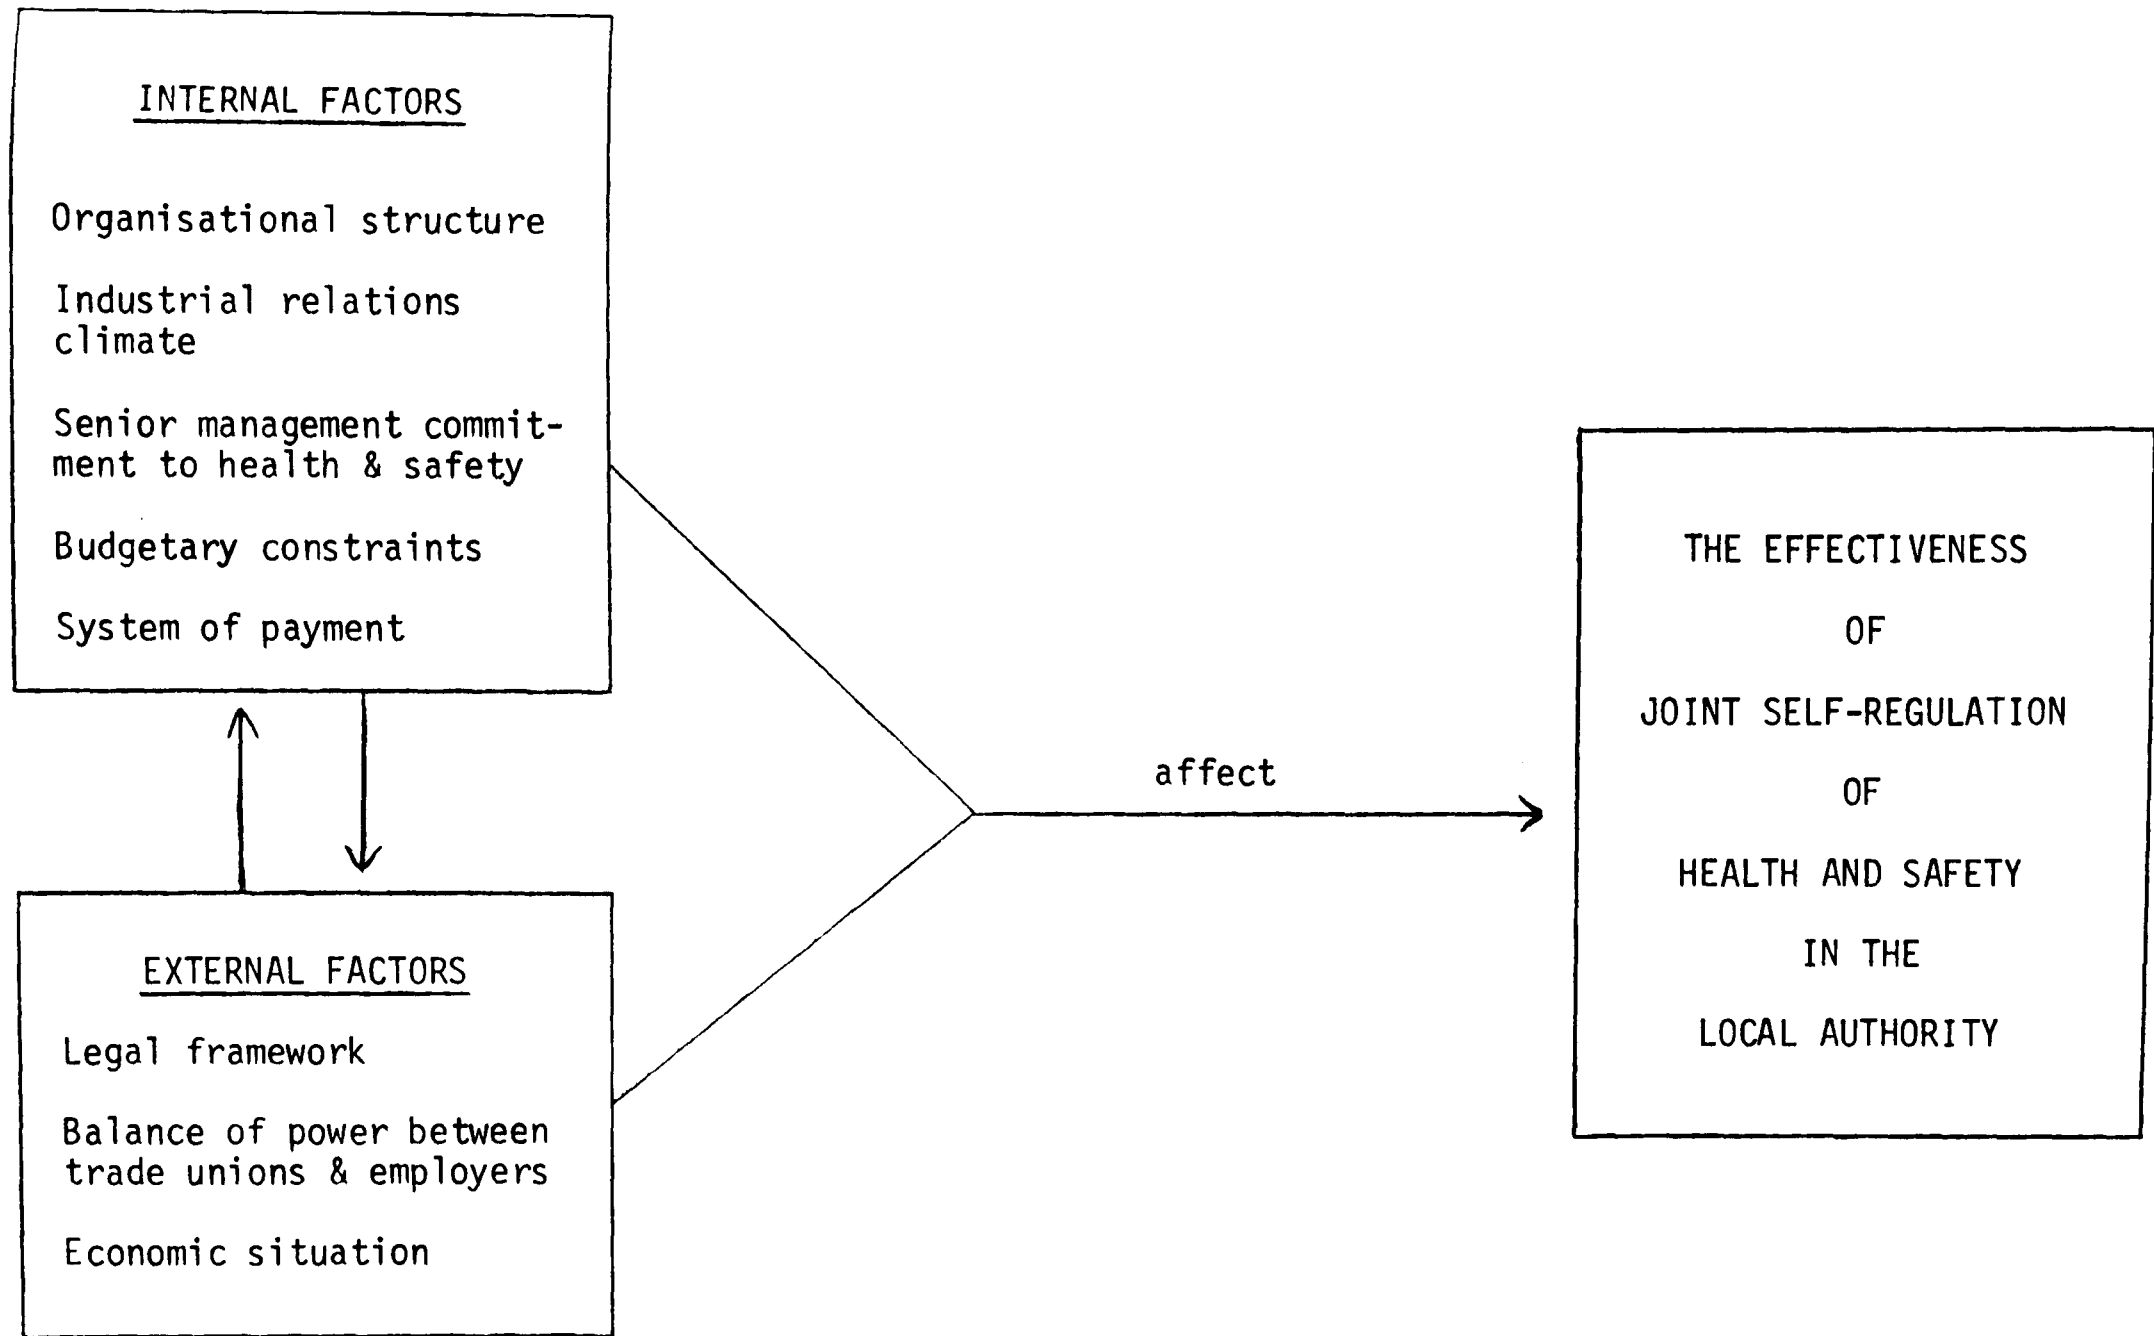 INTERNAL FACTORS
Organisational structure
Industrial relations
climate
Senior management commit-
ment to health & safety
Budgetary constraints
System of payment
EXTERNAL FACTORS
Legal framework
Balance of power between
trade unions & employers
Economic situation
affect
THE EFFECTIVENESS
OF
JOINT SELF-REGULATION
OF
HEALTH AND SAFETY
IN THE
LOCAL AUTHORITY